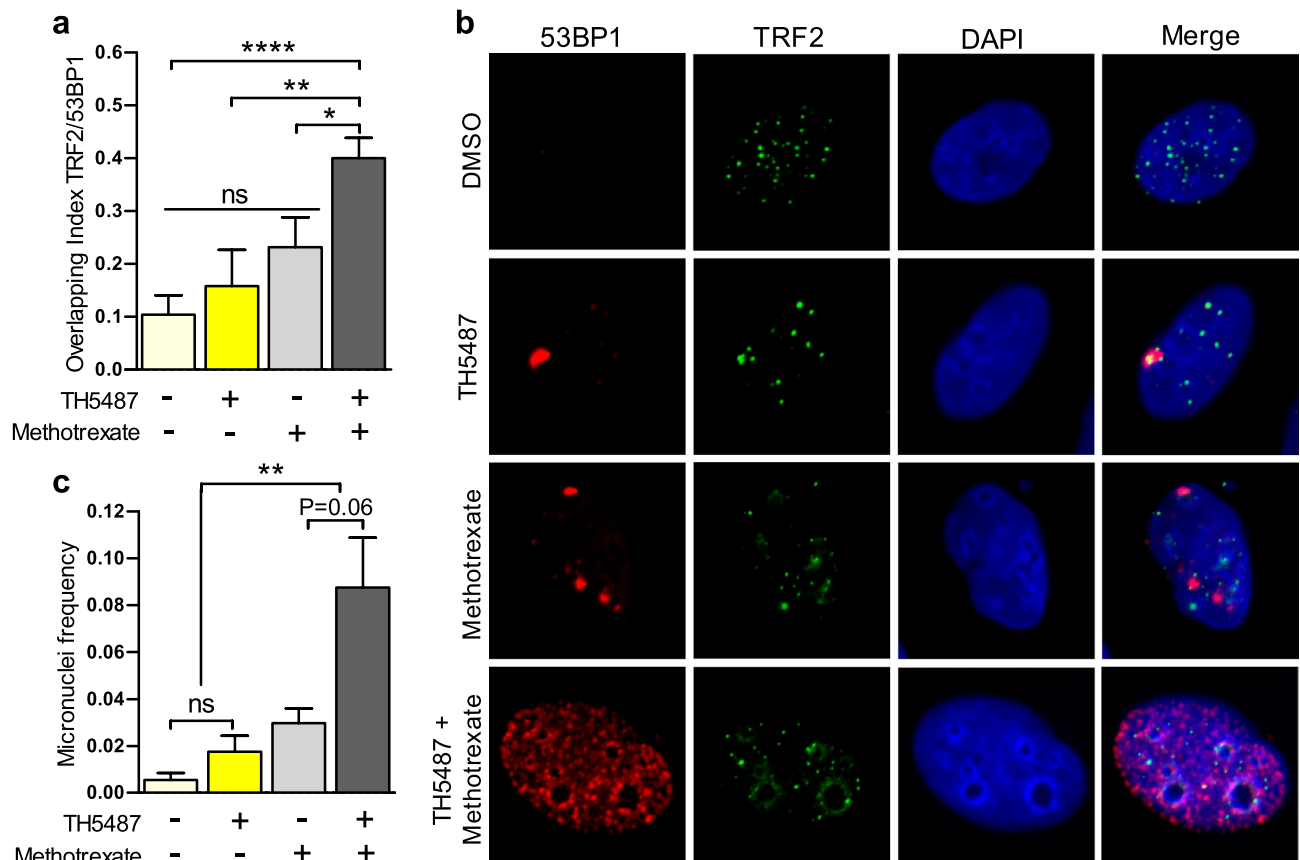 a
****
**
*
ns
Overlapping Index TRF2/53BP1
0.6
0.5
0.4
0.3
0.2
0.1
0.0
TH5487 - + - +
Methotrexate - - + +
b
53BP1 TRF2 DAPI Merge
DMSO
TH5487
Methotrexate
TH5487 +
Methotrexate
c
**
P=0.06
ns
Micronuclei frequency
0.12
0.10
0.08
0.06
0.04
0.02
0.00
TH5487 - + - +
Methotrexate - - + +